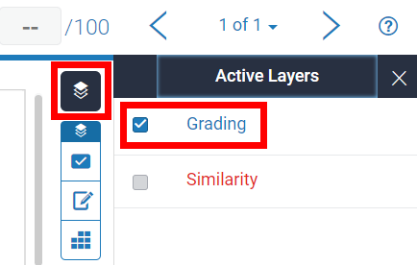 -- /100
1 of 1
Active Layers
Grading
Similarity